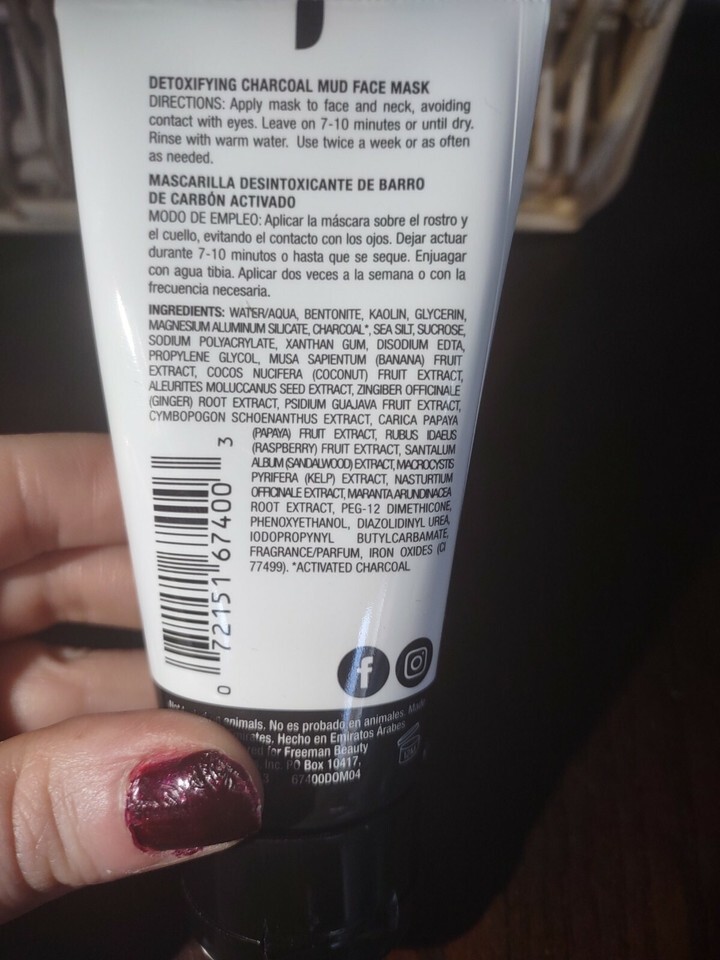 DETOXIFYING CHARCOAL MUD FACE MASK
DIRECTIONS: Apply mask to face and neck, avoiding
contact with eyes. Leave on 7-10 minutes or until dry.
Rinse with warm water. Use twice a week or as often
as needed.
MASCARILLA DESINTOXICANTE DE BARRO
DE CARBÓN ACTIVADO
MODO DE EMPLEO: Aplicar la máscara sobre el rostro y
el cuello, evitando el contacto con los ojos. Dejar actuar
durante 7-10 minutos o hasta que se seque. Enjuagar
con agua tibia. Aplicar dos veces a la semana o con la
frecuencia necesaria.
INGREDIENTS: WATER/AQUA, BENTONITE, KAOLIN, GLYCERIN,
MAGNESIUM ALUMINUM SILICATE, CHARCOAL*, SEA SILT, SUCROSE,
SODIUM POLYACRYLATE, XANTHAN GUM, DISODIUM EDTA,
PROPYLENE GLYCOL, MUSA SAPIENTUM (BANANA) FRUIT
EXTRACT, COCOS NUCIFERA (COCONUT) FRUIT EXTRACT,
ALEURITES MOLUCCANUS SEED EXTRACT, ZINGIBER OFFICINALE
(GINGER) ROOT EXTRACT, PSIDIUM GUAJAVA FRUIT EXTRACT,
CYMBOPOGON SCHOENANTHUS EXTRACT, CARICA PAPAYA
(PAPAYA) FRUIT EXTRACT, RUBUS IDAEUS
(RASPBERRY) FRUIT EXTRACT, SANTALUM
ALBUM (SANDALWOOD) EXTRACT, MACROCYSTIS
PYRIFERA (KELP) EXTRACT, NASTURTIUM
OFFICINALE EXTRACT, MARANTA ARUNDINACEA
ROOT EXTRACT, PEG-12 DIMETHICONE,
PHENOXYETHANOL, DIAZOLIDINYL UREA,
IODOPROPYNYL BUTYLCARBAMATE,
FRAGRANCE/PARFUM, IRON OXIDES (CI
77499). *ACTIVATED CHARCOAL
0 72151 67400 3
animals. No es probado en animales. Made
Hecho en Emiratos Árabes
for Freeman Beauty
Inc. PO Box 10417,
67400DOM04